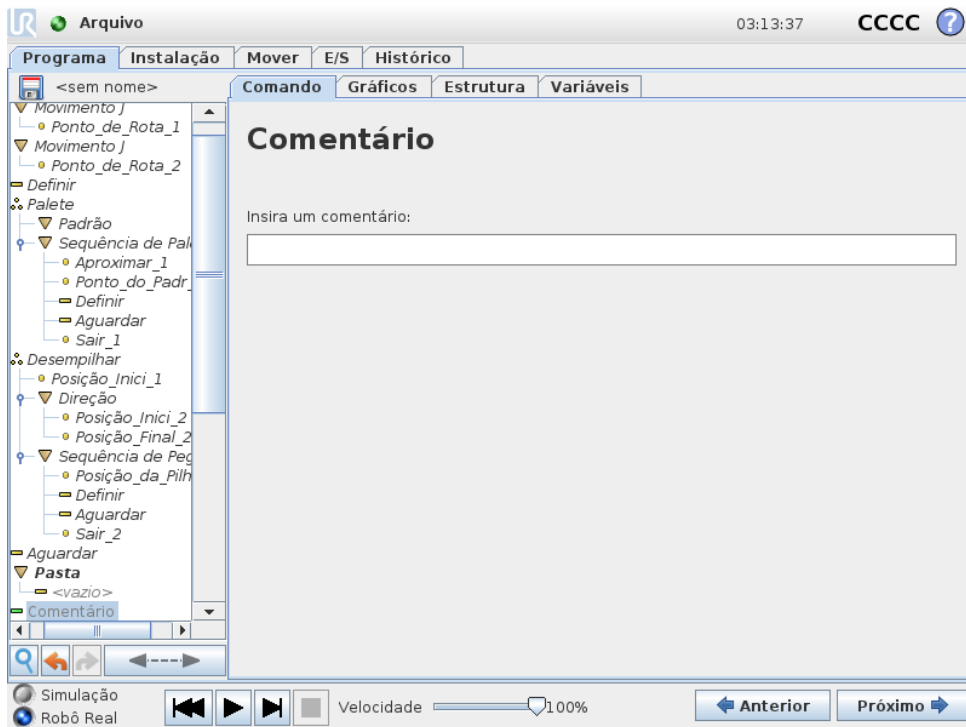 UR Arquivo 03:13:37 CCCC ?
Programa Instalação Mover E/S Histórico
<sem nome>
Comando Gráficos Estrutura Variáveis
Movimento J
Ponto_de_Rota_1
Movimento J
Ponto_de_Rota_2
Definir
Palete
Padrão
Sequência de Pal
Aproximar_1
Ponto_do_Padr_
Definir
Aguardar
Sair_1
Desempilhar
Posição_Inici_1
Direção
Posição_Inici_2
Posição_Final_2
Sequência de Peg
Posição_da_Pilh
Definir
Aguardar
Sair_2
Aguardar
Pasta
<vazio>
Comentário
Comentário
Insira um comentário:
Simulação
Robô Real
Velocidade 100%
Anterior Próximo